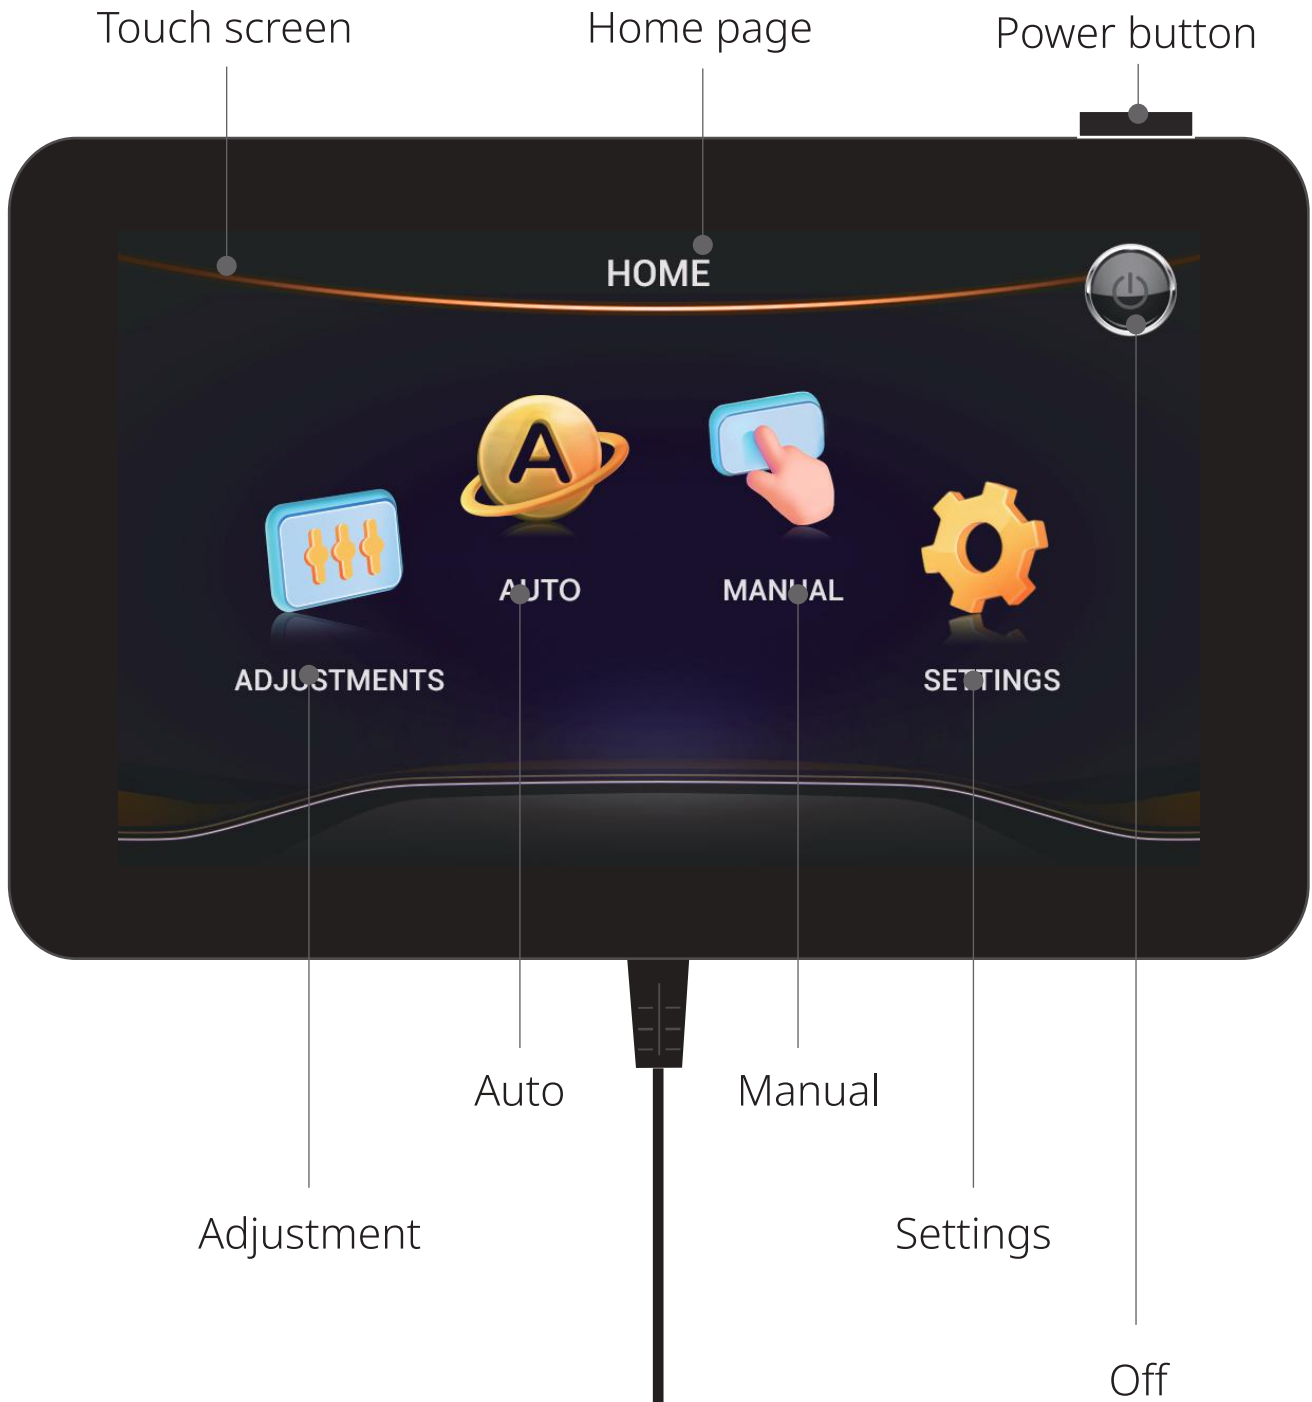 Touch screen
Home page
Power button
HOME
A
AUTO
MANUAL
ADJUSTMENTS
SETTINGS
Auto
Manual
Adjustment
Settings
Off